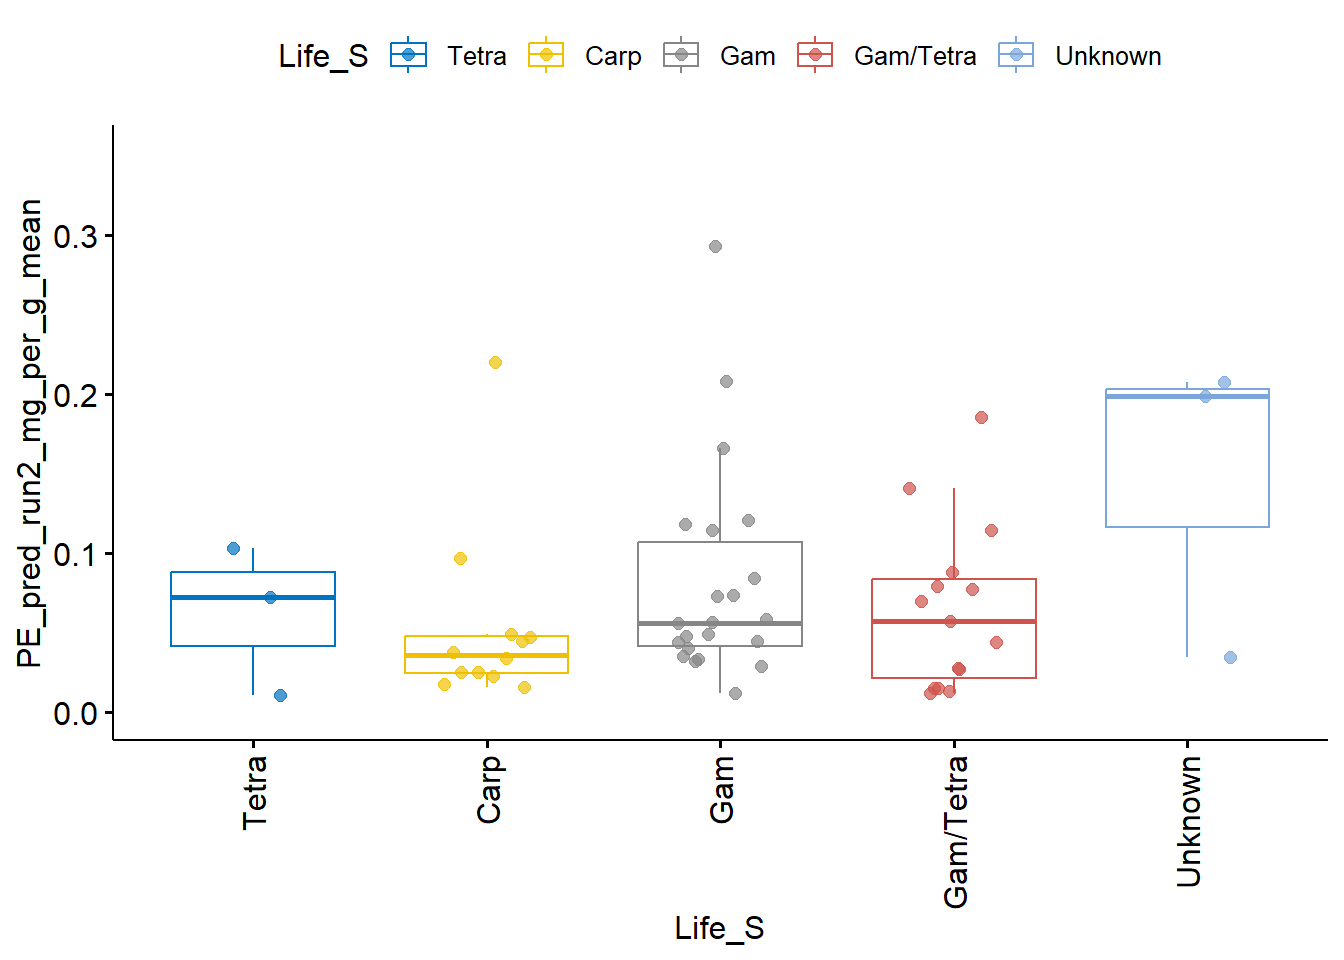 Life_S Tetra Carp Gam Gam/Tetra Unknown
PE_pred_run2_mg_per_g_mean
0.3
0.2
0.1
0.0
Tetra
Carp
Gam
Gam/Tetra
Unknown
Life_S